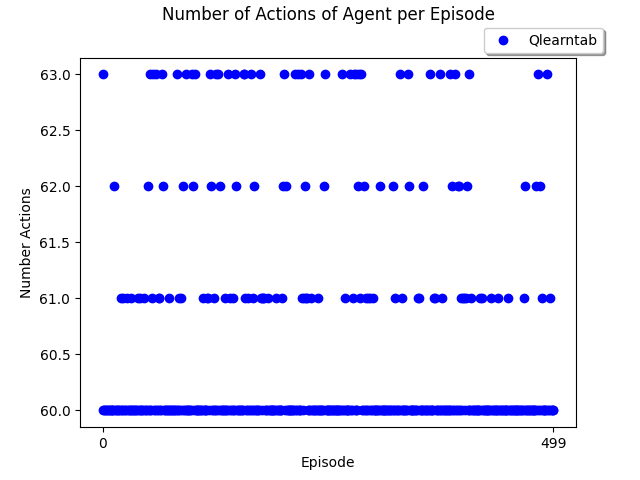 Number of Actions of Agent per Episode
Qlearntab
63.0
62.5
62.0
61.5
61.0
60.5
60.0
Number Actions
0
499
Episode